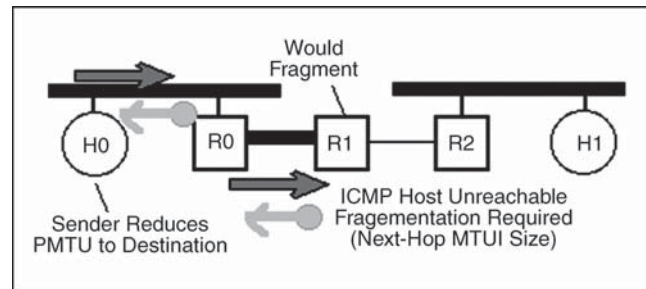 Would
Fragment
H0
R0
R1
R2
H1
Sender Reduces
PMTU to Destination
ICMP Host Unreachable
Fragementation Required
(Next-Hop MTUI Size)